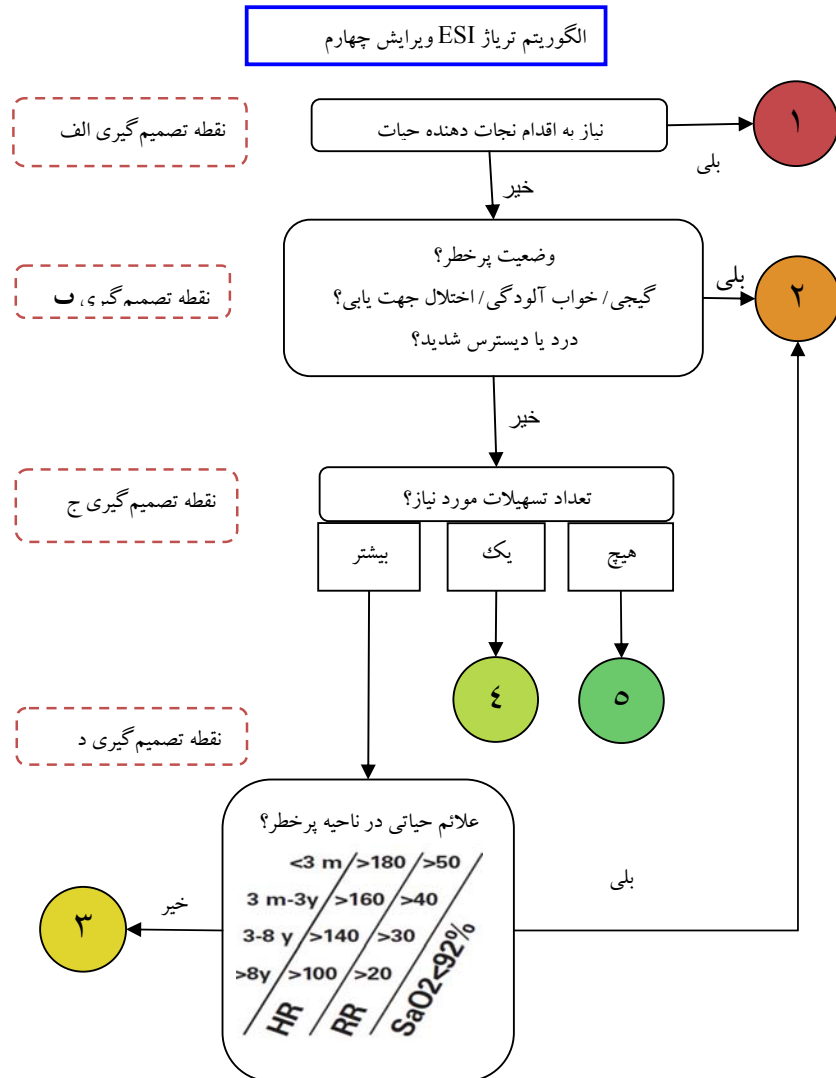 الگوریتم تریاژ ESI ویرایش چهارم
نقطه تصمیم‌گیری الف
نیاز به اقدام نجات دهنده حیات
بلی
۱
خیر
نقطه تصمیم‌گیری ب
وضعیت پرخطر؟
گیجی/ خواب آلودگی/ اختلال جهت یابی؟
درد یا دیسترس شدید؟
بلی
۲
خیر
نقطه تصمیم‌گیری ج
تعداد تسهیلات مورد نیاز؟
هیچ
یک
بیشتر
٤
٥
نقطه تصمیم‌گیری د
علائم حیاتی در ناحیه پرخطر؟
<3 m >180 >50
3 m-3y >160 >40
3-8 y >140 >30
>8y >100 >20
HR RR SaO2<92%
خیر
۳
بلی